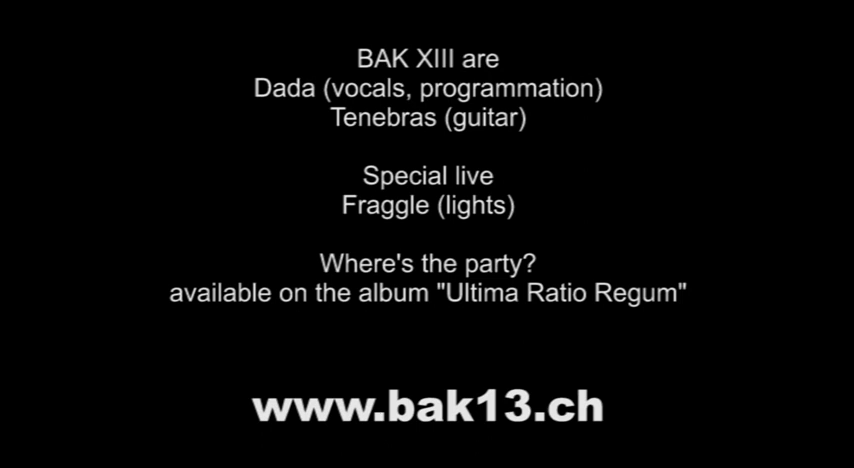 BAK XIII are
Dada (vocals, programmation)
Tenebras (guitar)
Special live
Fraggle (lights)
Where's the party?
available on the album "Ultima Ratio Regum"
www.bak13.ch